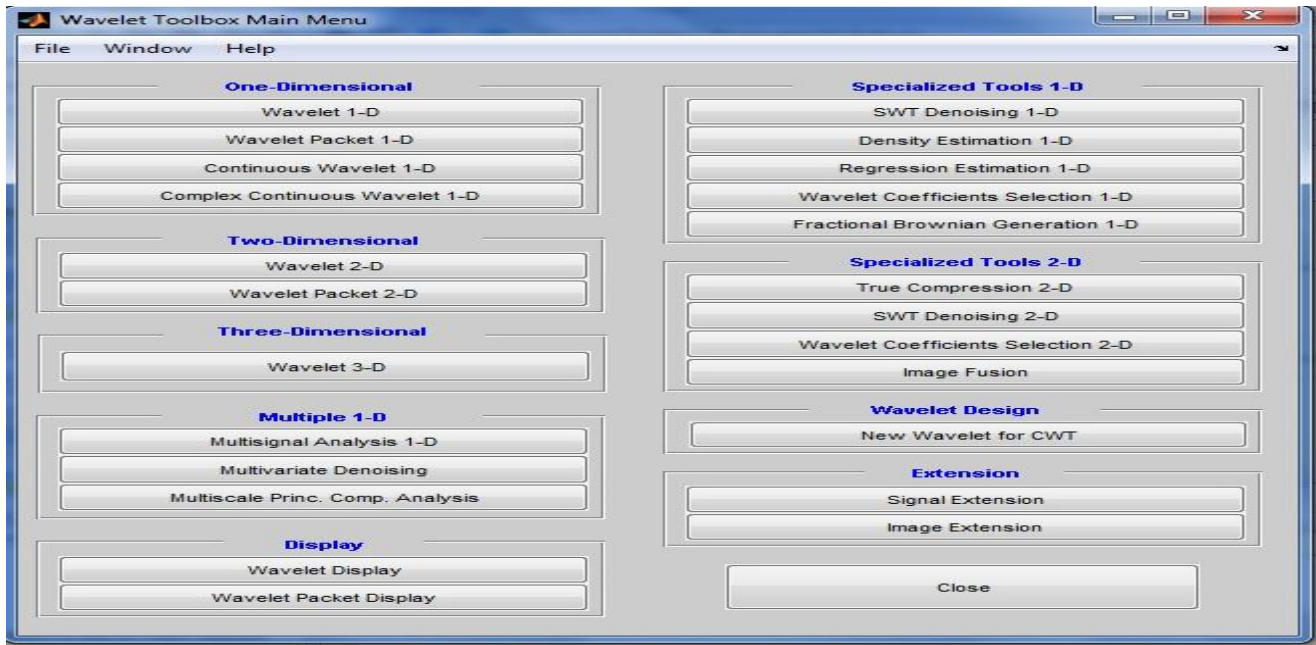 Wavelet Toolbox Main Menu
File Window Help
One-Dimensional
Wavelet 1-D
Wavelet Packet 1-D
Continuous Wavelet 1-D
Complex Continuous Wavelet 1-D
Two-Dimensional
Wavelet 2-D
Wavelet Packet 2-D
Three-Dimensional
Wavelet 3-D
Multiple 1-D
Multisignal Analysis 1-D
Multivariate Denoising
Multiscale Princ. Comp. Analysis
Display
Wavelet Display
Wavelet Packet Display
Specialized Tools 1-D
SWT Denoising 1-D
Density Estimation 1-D
Regression Estimation 1-D
Wavelet Coefficients Selection 1-D
Fractional Brownian Generation 1-D
Specialized Tools 2-D
True Compression 2-D
SWT Denoising 2-D
Wavelet Coefficients Selection 2-D
Image Fusion
Wavelet Design
New Wavelet for CWT
Extension
Signal Extension
Image Extension
Close